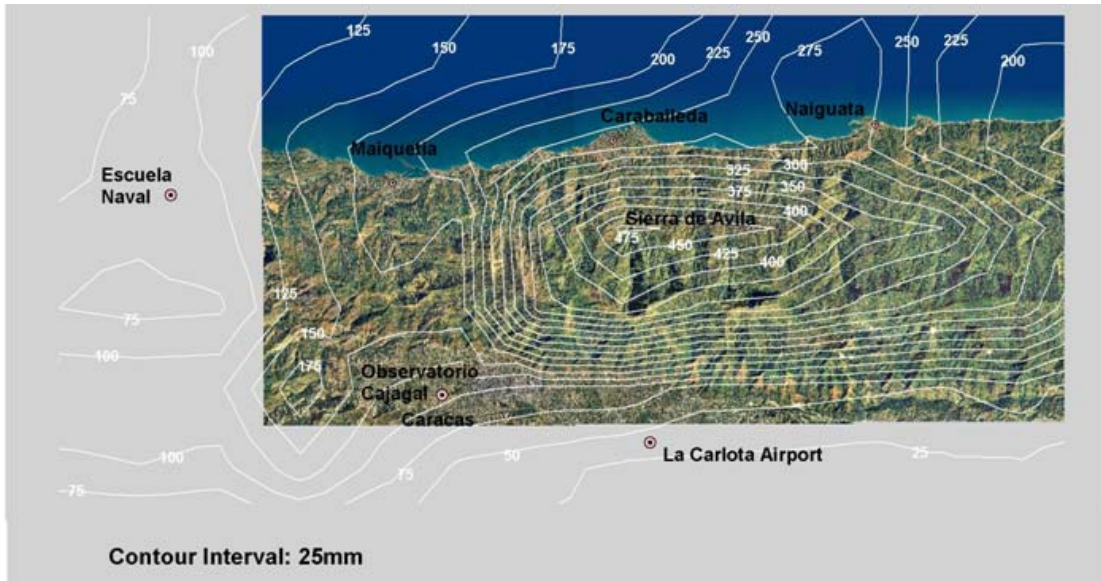 125
150
175
225
250
275
250
225
100
200
200
75
Caraballeda
Naiguata
Maiquetia
Escuela
Naval
325
300
375
350
400
Sierra de Avila
475
450
425
400
125
75
150
100
175
Observatorio
Cajagal
Caracas
100
50
75
La Carlota Airport
25
75
Contour Interval: 25mm